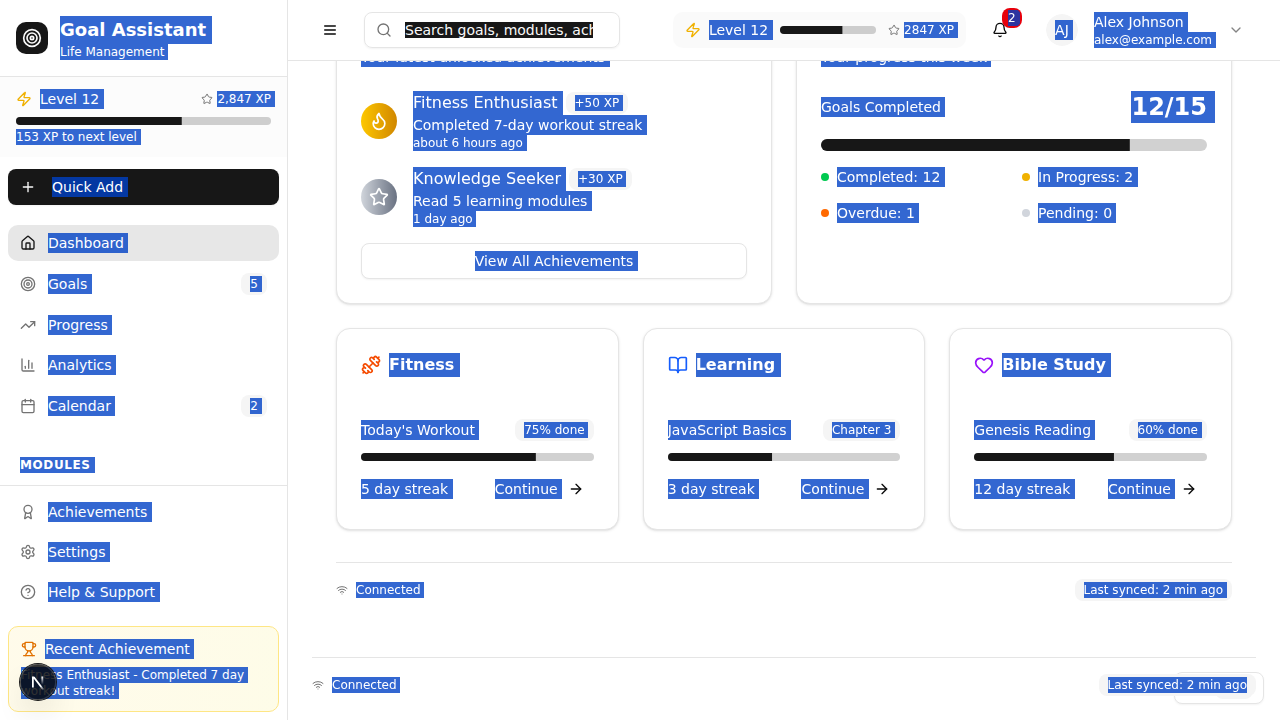 Goal Assistant
Life Management
Level 12
2,847 XP
153 XP to next level
Quick Add
Dashboard
Goals
5
Progress
Analytics
Calendar
2
MODULES
Achievements
Settings
Help & Support
Recent Achievement
s Enthusiast - Completed 7 day
out streak!
N
Search goals, modules, ach
Level 12
2847 XP
2
AJ
Alex Johnson
alex@example.com
Fitness Enthusiast
+50 XP
Completed 7-day workout streak
about 6 hours ago
Knowledge Seeker
+30 XP
Read 5 learning modules
1 day ago
View All Achievements
Goals Completed
12/15
Completed: 12
In Progress: 2
Overdue: 1
Pending: 0
Fitness
Today's Workout
75% done
5 day streak
Continue
Learning
JavaScript Basics
Chapter 3
3 day streak
Continue
Bible Study
Genesis Reading
60% done
12 day streak
Continue
Connected
Last synced: 2 min ago
Connected
Last synced: 2 min ago